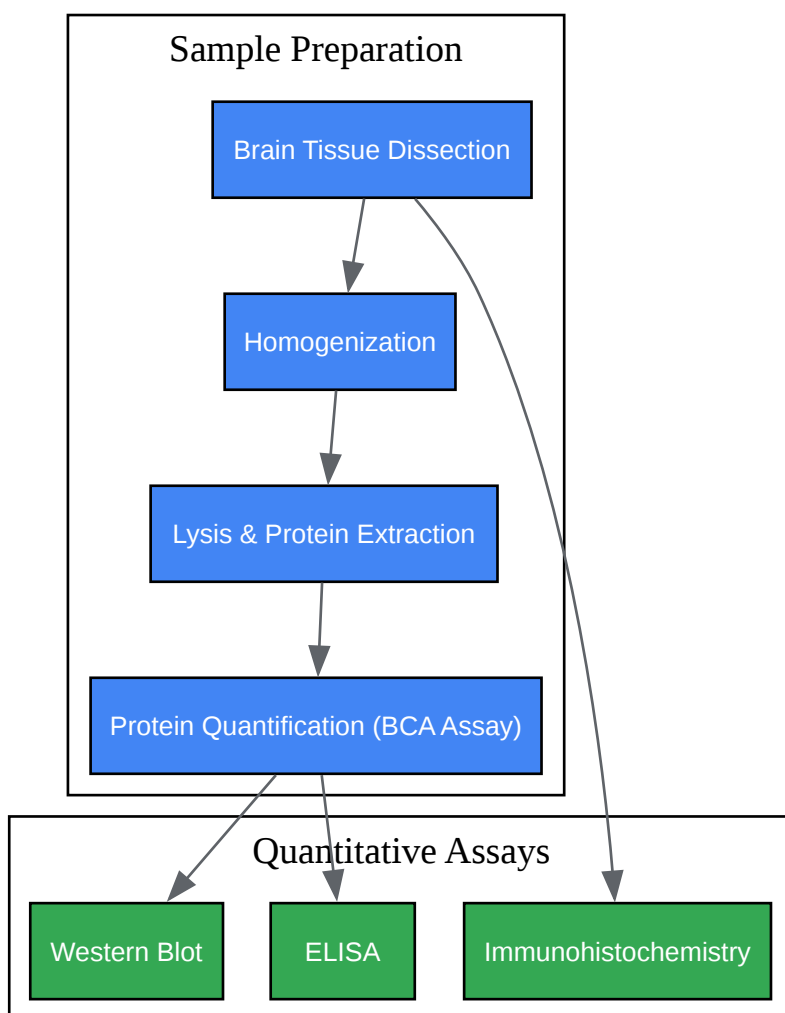 Sample Preparation
Brain Tissue Dissection
Homogenization
Lysis & Protein Extraction
Protein Quantification (BCA Assay)
Quantitative Assays
Western Blot
ELISA
Immunohistochemistry